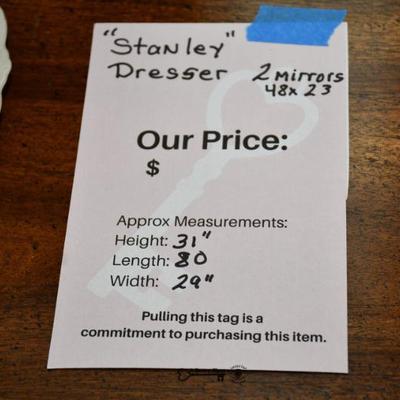 "Stanley"
Dresser 2 Mirrors
48x23
Our Price:
$
Approx Measurements:
Height: 31"
Length: 80
Width: 29"
Pulling this tag is a
commitment to purchasing this item.